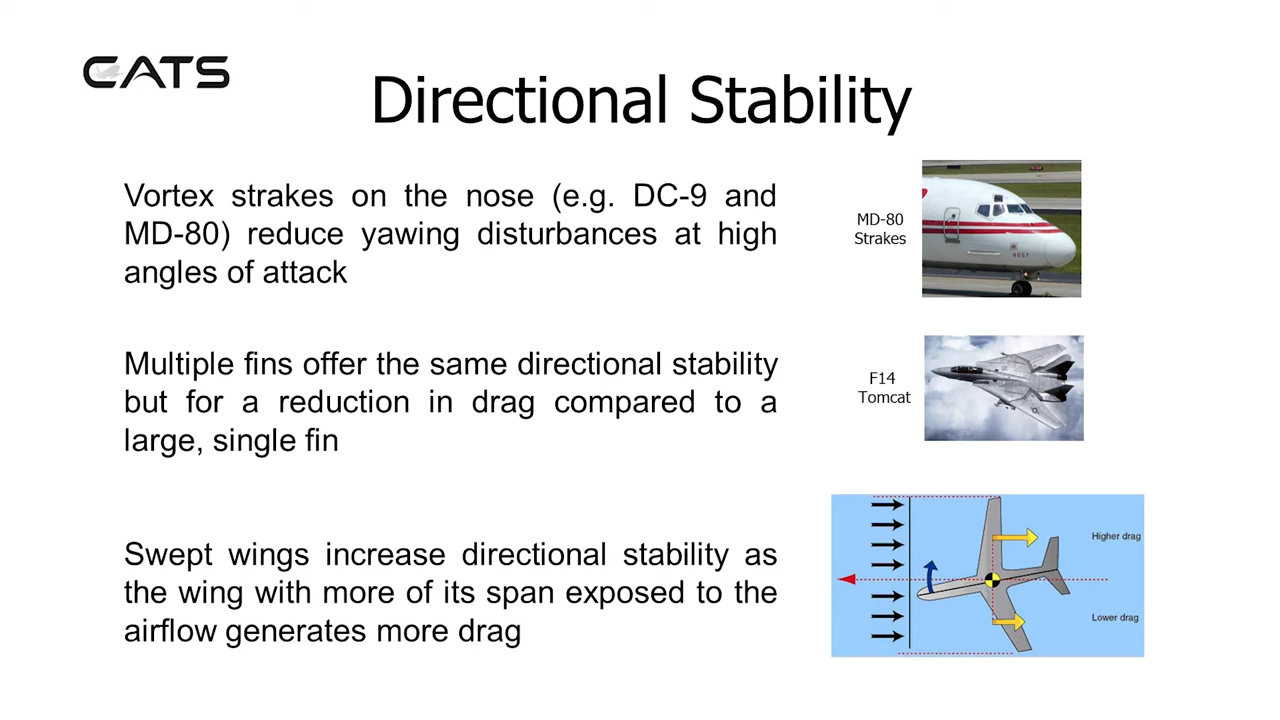 CATS
Directional Stability
Vortex strakes on the nose (e.g. DC-9 and
MD-80) reduce yawing disturbances at high
angles of attack
MD-80
Strakes
Multiple fins offer the same directional stability
but for a reduction in drag compared to a
large, single fin
F14
Tomcat
Swept wings increase directional stability as
the wing with more of its span exposed to the
airflow generates more drag
Higher drag
Lower drag